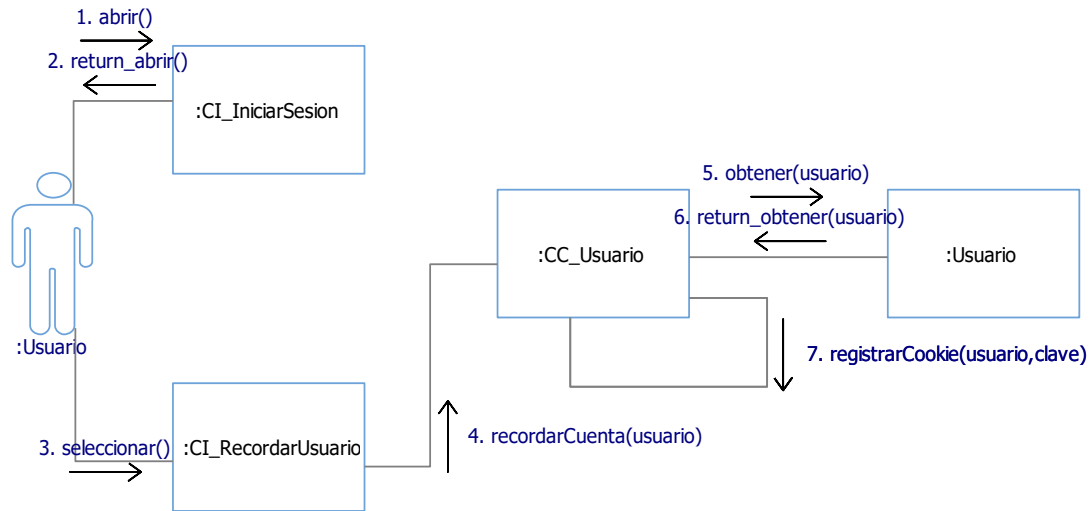 1. abrir()
2. return_abrir()
:CI_IniciarSesion
5. obtener(usuario)
6. return_obtener(usuario)
:CC_Usuario
:Usuario
:Usuario
7. registrarCookie(usuario,clave)
3. seleccionar()
:CI_RecordarUsuario
4. recordarCuenta(usuario)